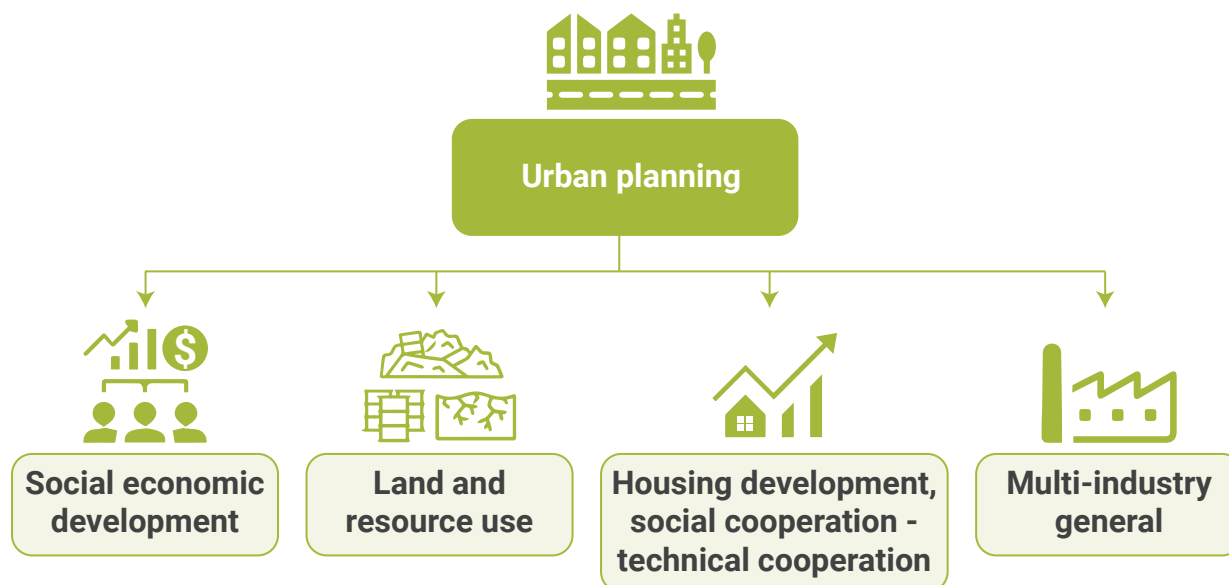 Urban planning
Social economic
development
Land and
resource use
Housing development,
social cooperation -
technical cooperation
Multi-industry
general
$